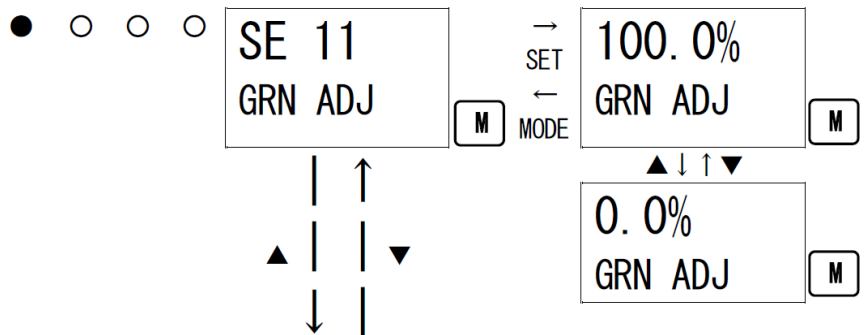 ● ○ ○ ○
SE 11
GRN ADJ
M
→
SET
←
MODE
100.0%
GRN ADJ
M
▲↓↑▼
0.0%
GRN ADJ
M
▲ ↓ ↑ ▼